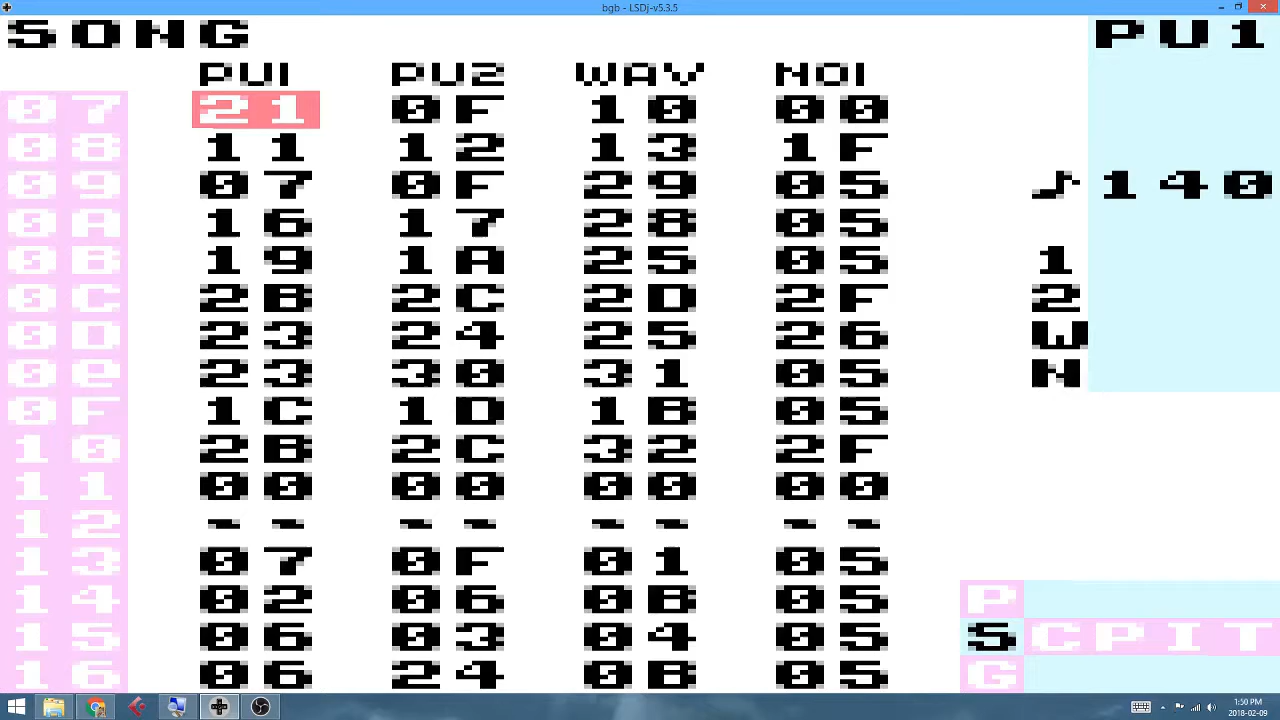 bgb - LSDj-v5.3.5
SONG PU1
PU1 PU2 WAV NOI
07 21 0F 10 00
08 11 12 13 1F
09 07 0F 29 05 ♪140
0A 16 17 28 05
0B 19 1A 25 05 1
0C 2B 2C 2D 2F 2
0D 23 24 25 26 W
0E 23 30 31 05 N
0F 1C 1D 1B 05
10 2B 2C 32 2F
11 00 00 00 00
12 -- -- -- --
13 07 0F 01 05
14 02 06 0B 05 P
15 06 03 04 05 SCPIT
16 06 24 0B 05 G
1:50 PM
2018-02-09